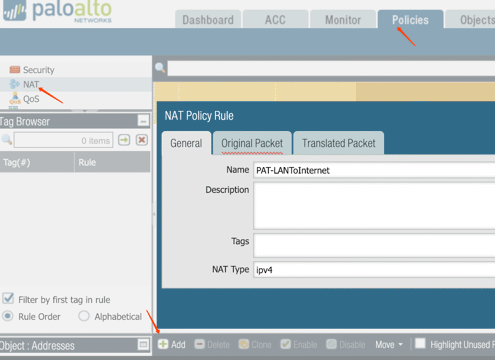 paloalto
NETWORKS
Dashboard ACC Monitor Policies Objects
Security
NAT
QoS
Tag Browser
0 items
Tag(#) Rule
NAT Policy Rule
General Original Packet Translated Packet
Name PAT-LANToInternet
Description
Tags
NAT Type ipv4
Filter by first tag in rule
Rule Order Alphabetical
Object : Addresses
Add Delete Clone Enable Disable Move Highlight Unused